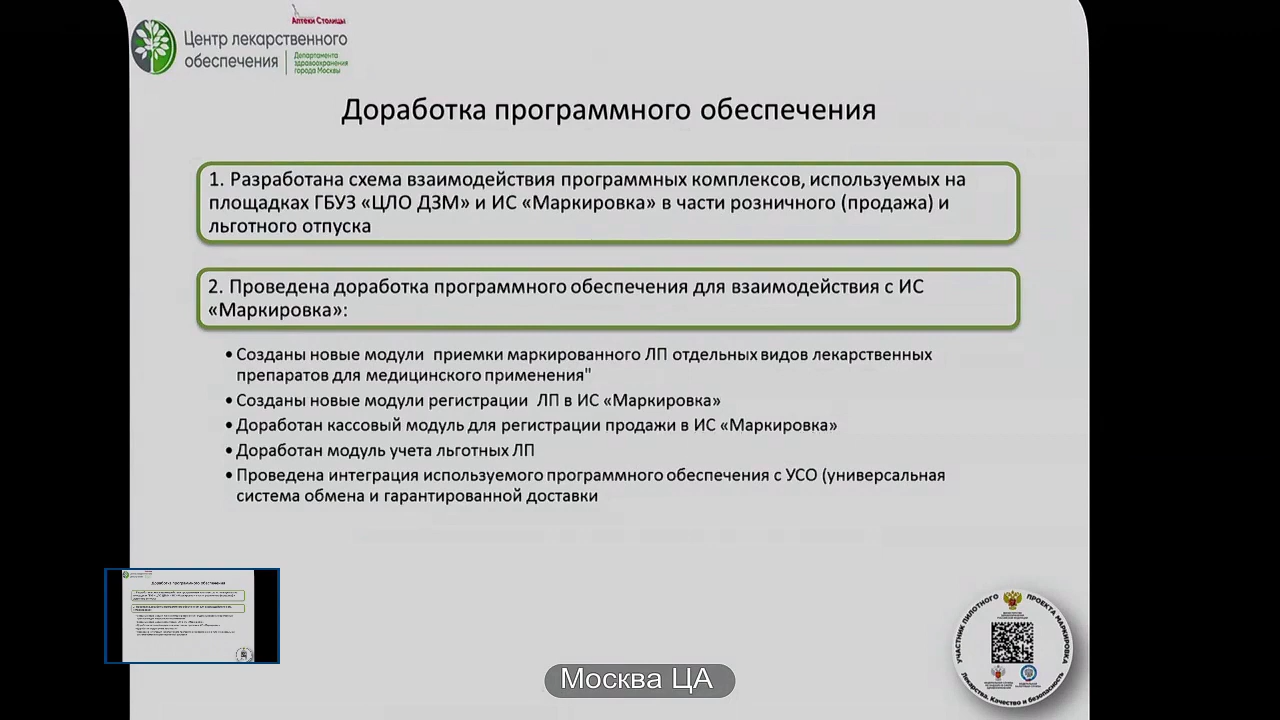 Аптеки Столицы
Центр лекарственного
обеспечения
Департамента
здравоохранения
города Москвы
Доработка программного обеспечения
1. Разработана схема взаимодействия программных комплексов, используемых на
площадках ГБУЗ «ЦЛО ДЗМ» и ИС «Маркировка» в части розничного (продажа) и
льготного отпуска
2. Проведена доработка программного обеспечения для взаимодействия с ИС
«Маркировка»:
• Созданы новые модули приемки маркированного ЛП отдельных видов лекарственных
препаратов для медицинского применения"
• Созданы новые модули регистрации ЛП в ИС «Маркировка»
• Доработан кассовый модуль для регистрации продажи в ИС «Маркировка»
• Доработан модуль учета льготных ЛП
• Проведена интеграция используемого программного обеспечения с УСО (универсальная
система обмена и гарантированной доставки
УЧАСТНИК ПИЛОТНОГО ПРОЕКТА МАРКИРОВКА
Лекарства. Качество и безопасность
Москва ЦА
Доработка программного обеспечения